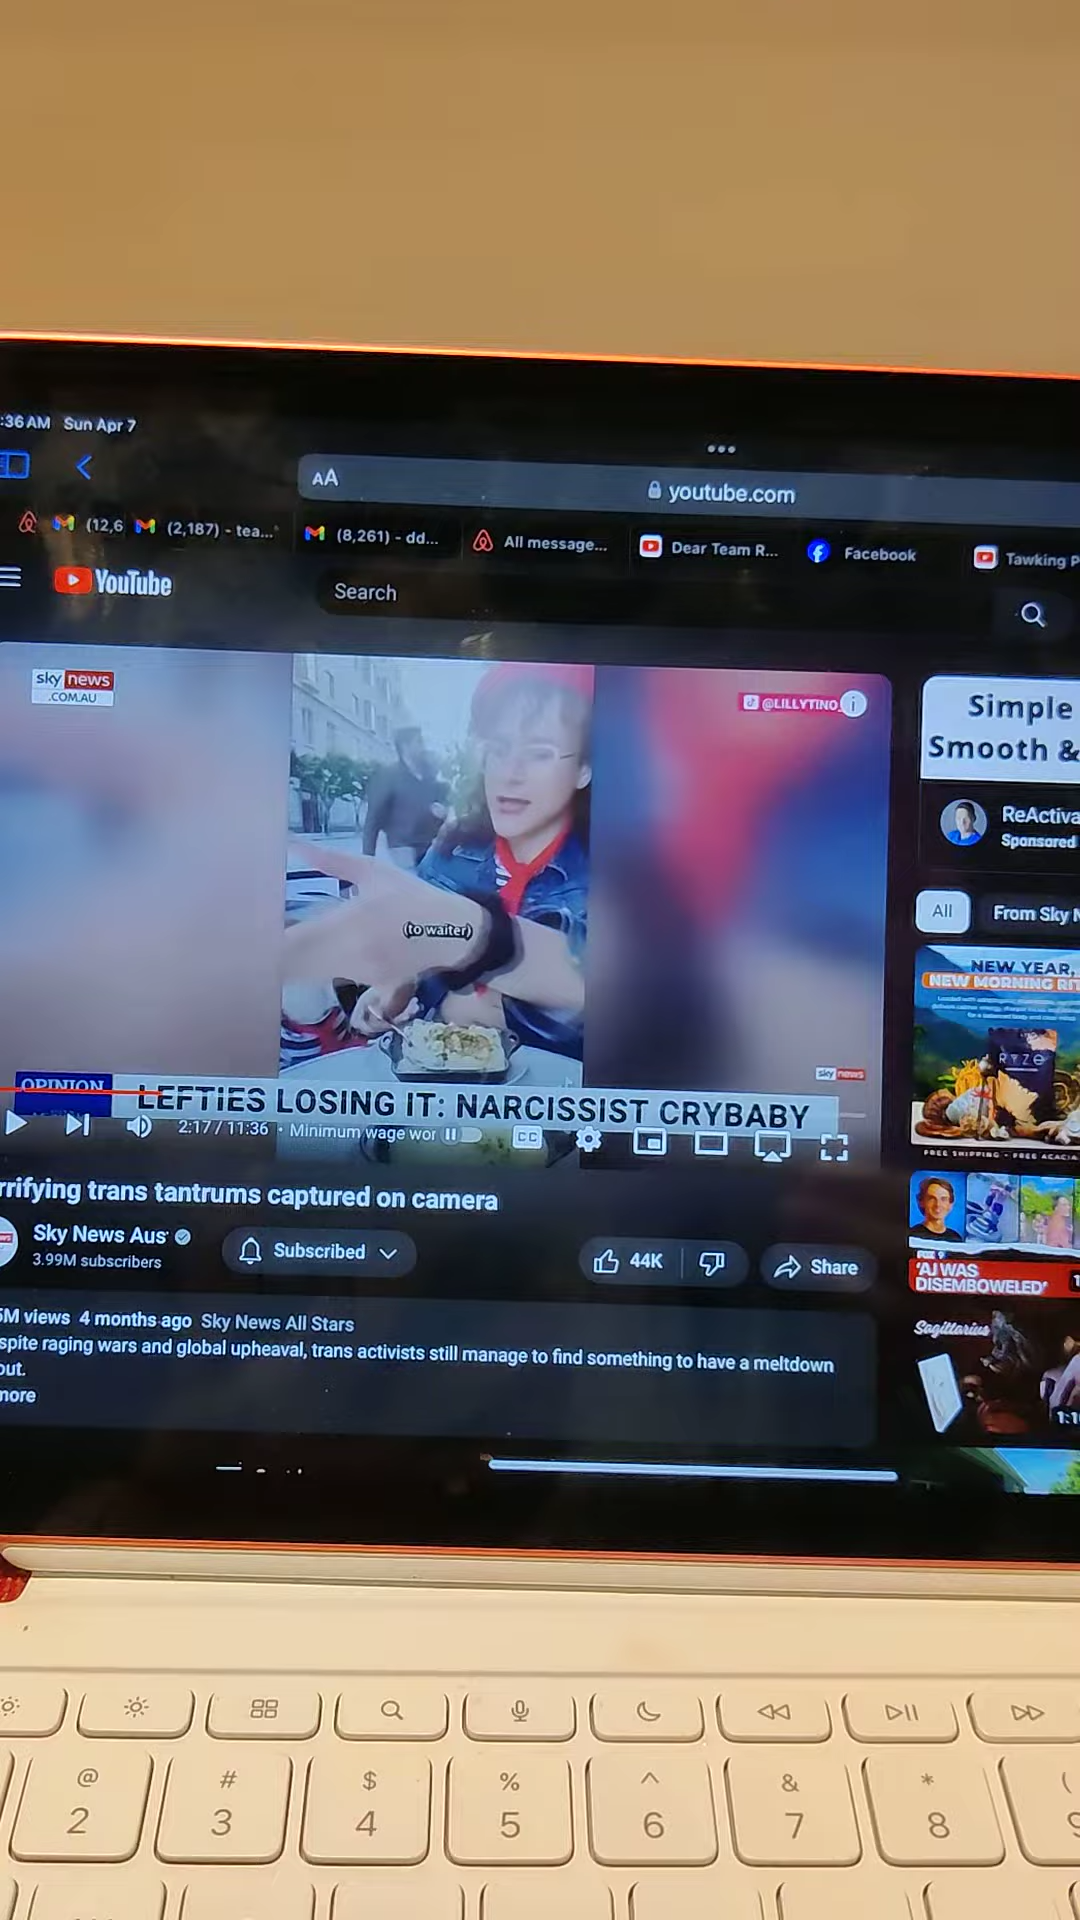 :36 AM Sun Apr 7
AA
youtube.com
(12,6
(2,187) - tea...
(8,261) - dd...
All message...
Dear Team R...
Facebook
Tawking P
YouTube
Search
sky news
.COM.AU
@LILLYTINO_
i
(to waiter)
sky news
OPINION
LEFTIES LOSING IT: NARCISSIST CRYBABY
2:17 / 11:36 • Minimum wage wor
CC
rrifying trans tantrums captured on camera
Sky News Aus
3.99M subscribers
Subscribed
44K
Share
5M views 4 months ago Sky News All Stars
spite raging wars and global upheaval, trans activists still manage to find something to have a meltdown
out.
more
Simple
Smooth &
ReActiva
Sponsored
All
From Sky N
NEW YEAR,
NEW MORNING RIT
RYZE
FREE SHIPPING + FREE ACACIA
'AJ WAS
DISEMBOWELED'
Sagittarius
1:1
@ # $ % ^ & * (
2 3 4 5 6 7 8 9